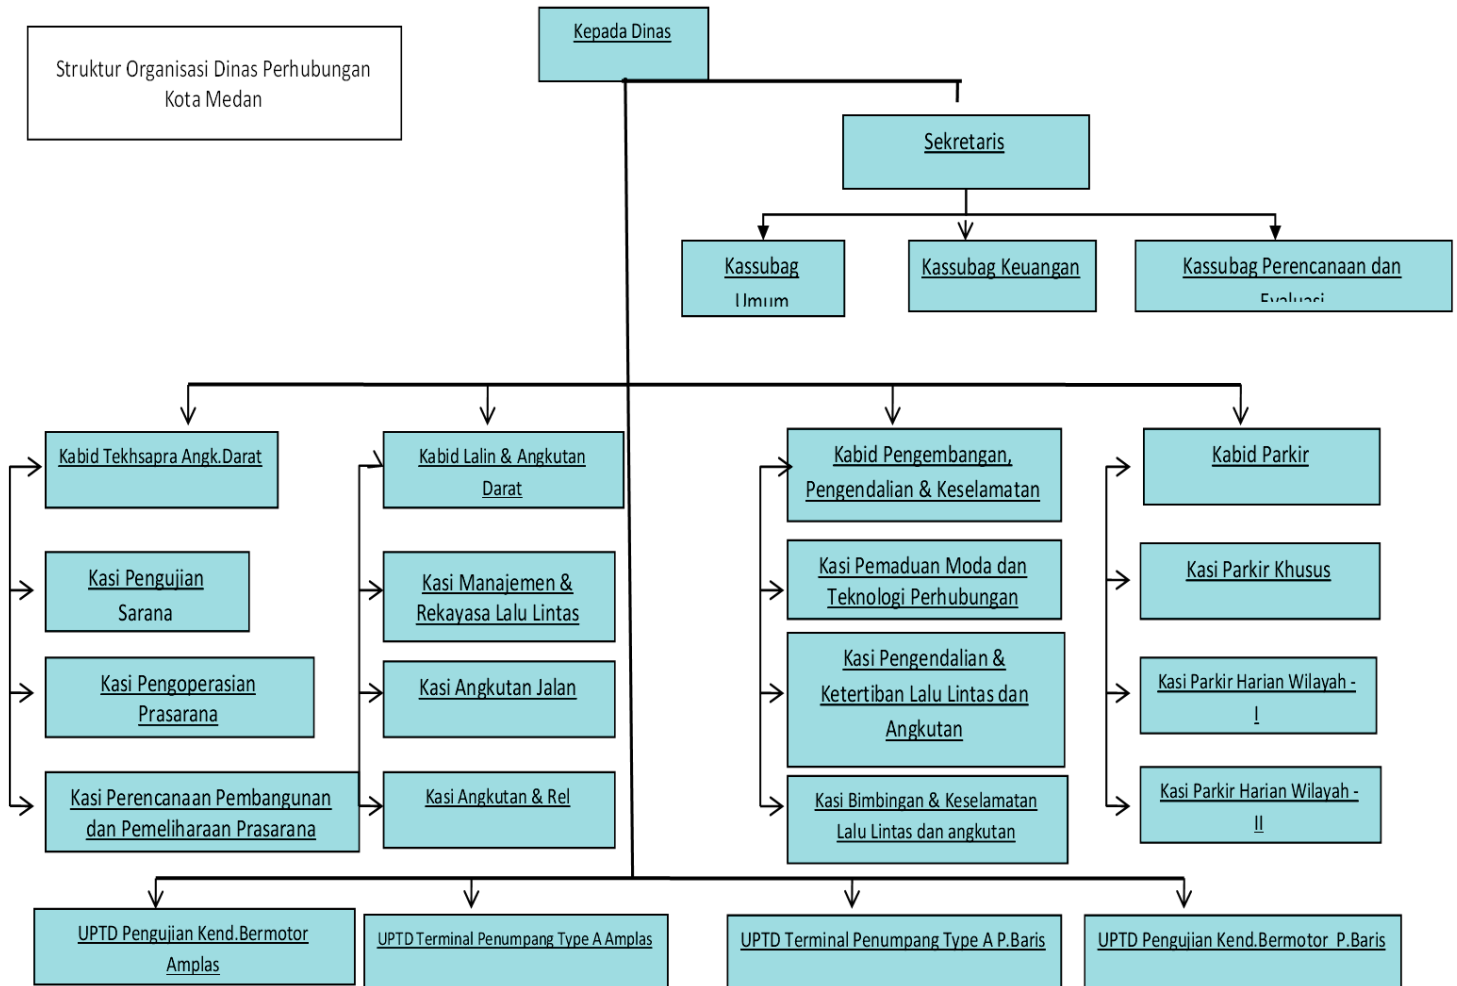 Struktur Organisasi Dinas Perhubungan
Kota Medan
Kepada Dinas
Sekretaris
Kassubag
Umum
Kassubag Keuangan
Kassubag Perencanaan dan
Evaluasi
Kabid Tekhsapra Angk.Darat
Kabid Lalin & Angkutan
Darat
Kabid Pengembangan,
Pengendalian & Keselamatan
Kabid Parkir
Kasi Pengujian
Sarana
Kasi Manajemen &
Rekayasa Lalu Lintas
Kasi Pemaduan Moda dan
Teknologi Perhubungan
Kasi Parkir Khusus
Kasi Pengoperasian
Prasarana
Kasi Angkutan Jalan
Kasi Pengendalian &
Ketertiban Lalu Lintas dan
Angkutan
Kasi Parkir Harian Wilayah -
I
Kasi Perencanaan Pembangunan
dan Pemeliharaan Prasarana
Kasi Angkutan & Rel
Kasi Bimbingan & Keselamatan
Lalu Lintas dan angkutan
Kasi Parkir Harian Wilayah -
II
UPTD Pengujian Kend.Bermotor
Amplas
UPTD Terminal Penumpang Type A Amplas
UPTD Terminal Penumpang Type A P.Baris
UPTD Pengujian Kend.Bermotor  P.Baris